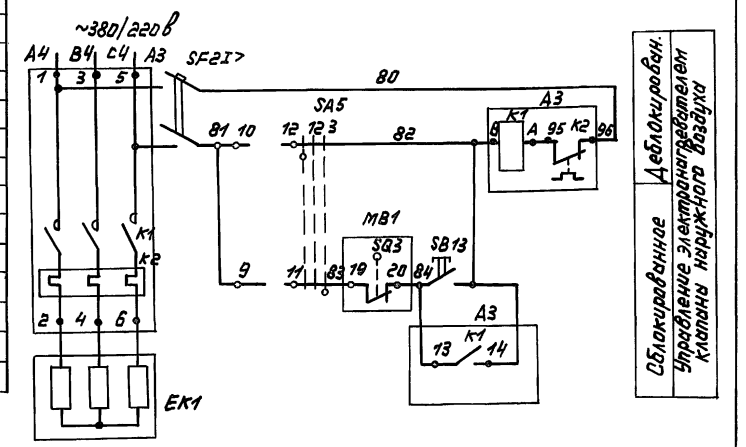 ~380/220 В
А4 В4 С4 А3 SF2I>
1 3 5
80
SA5
А3
К1
81 10 12 12 3 82 В А 95 К2 96
МВ1
К1 SQ3 SB13
К2
9 11 83 19 20 84
А3
2 4 6
К1
13 14
ЕК1
Сблокированное Деблокирован.
Управление электронагревателем
клапана наружного воздуха